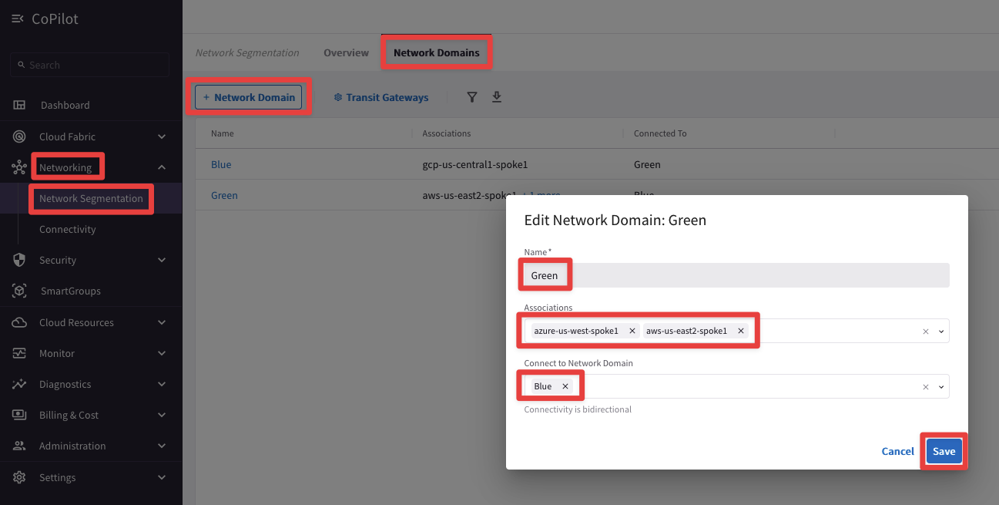 CoPilot
Search
Dashboard
Cloud Fabric
Networking
Network Segmentation
Connectivity
Security
SmartGroups
Cloud Resources
Monitor
Diagnostics
Billing & Cost
Administration
Settings
Network Segmentation Overview Network Domains
+ Network Domain Transit Gateways
Name Associations Connected To
Blue gcp-us-central1-spoke1 Green
Green aws-us-east2-spoke1 + 1 more Blue
Edit Network Domain: Green
Name*
Green
Associations
azure-us-west-spoke1 × aws-us-east2-spoke1 ×
Connect to Network Domain
Blue ×
Connectivity is bidirectional
Cancel Save